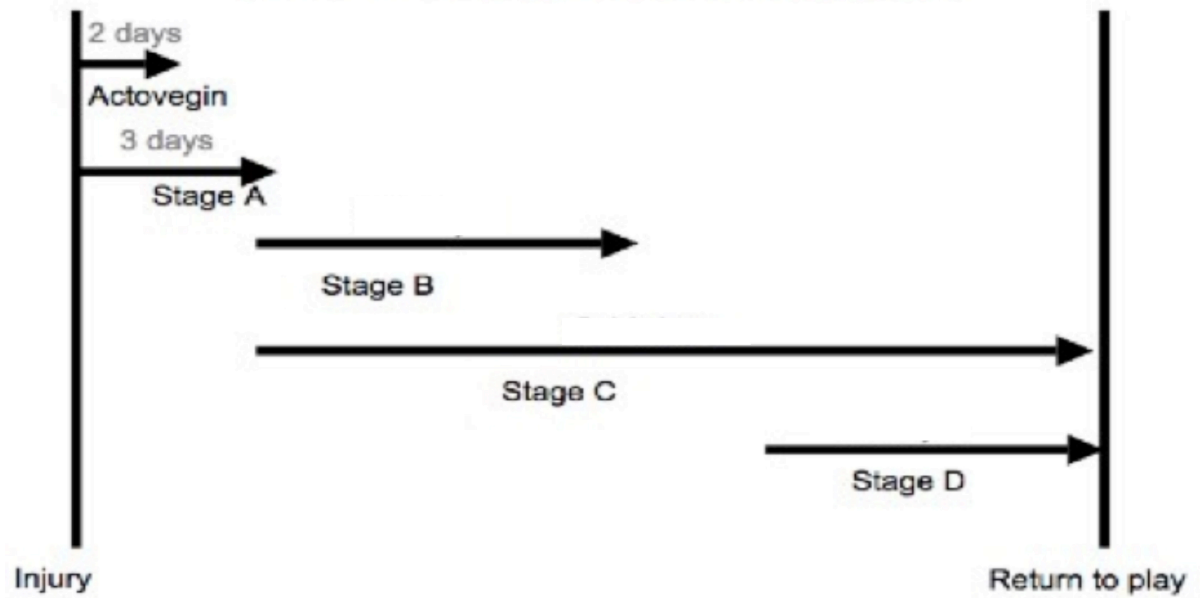 2 days
Actovegin
3 days
Stage A
Stage B
Stage C
Stage D
Injury
Return to play